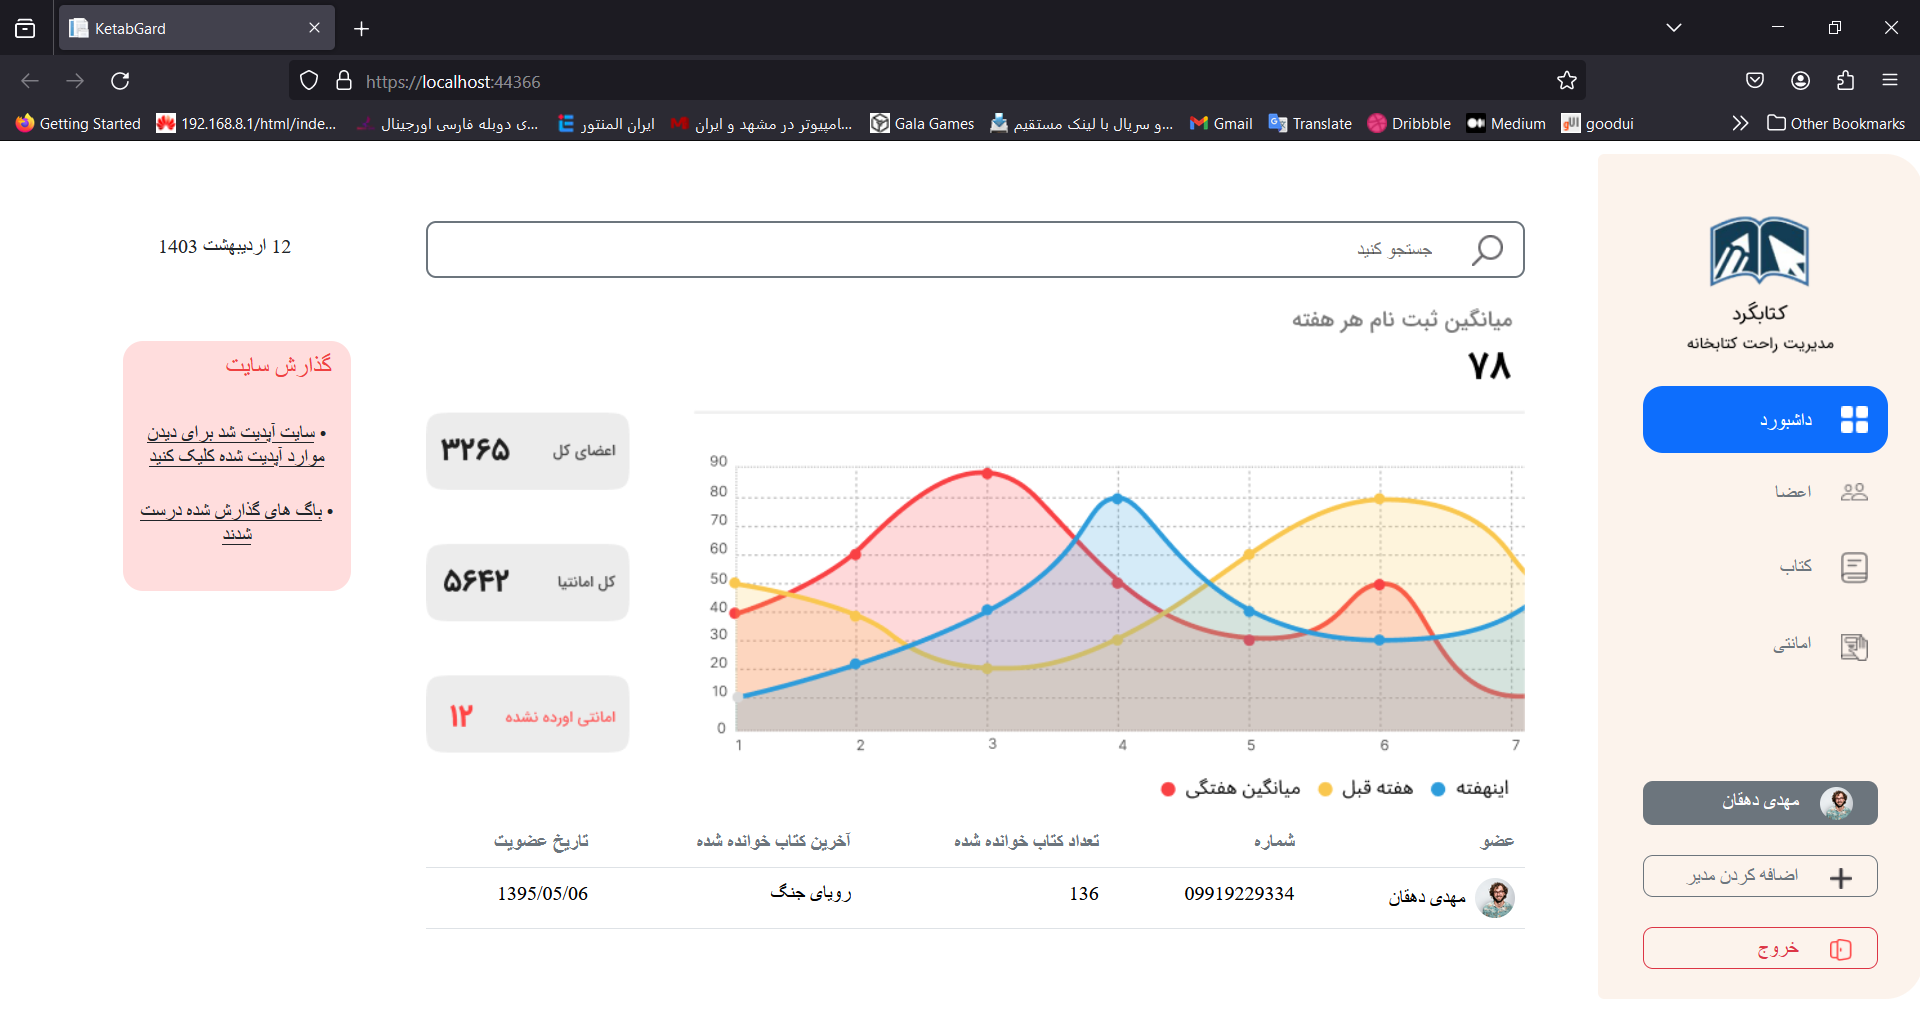 KetabGard
https://localhost:44366
Getting Started
192.168.8.1/html/inde...
ی دوبله فارسی اورجینال...
ایران المنتور
امپیوتر در مشهد و ایران...
Gala Games
و سریال با لینک مستقیم...
Gmail
Translate
Dribbble
Medium
goodui
Other Bookmarks
کتابگرد
مدیریت راحت کتابخانه
داشبورد
اعضا
کتاب
امانتی
مهدی دهقان
اضافه کردن مدیر
خروج
جستجو کنید
12 اردیبهشت 1403
میانگین ثبت نام هر هفته
۷۸
اعضای کل ۳۲۶۵
کل امانتیا ۵۶۴۲
امانتی اورده نشده ۱۲
90
80
70
60
50
40
30
20
10
0
1 2 3 4 5 6 7
اینهفته هفته قبل میانگین هفتگی
عضو شماره تعداد کتاب خوانده شده آخرین کتاب خوانده شده تاریخ عضویت
مهدی دهقان 09919229334 136 رویای جنگ 1395/05/06
گذارش سایت
• سایت آپدیت شد برای دیدن
موارد آپدیت شده کلیک کنید
• باگ های گذارش شده درست
شدند